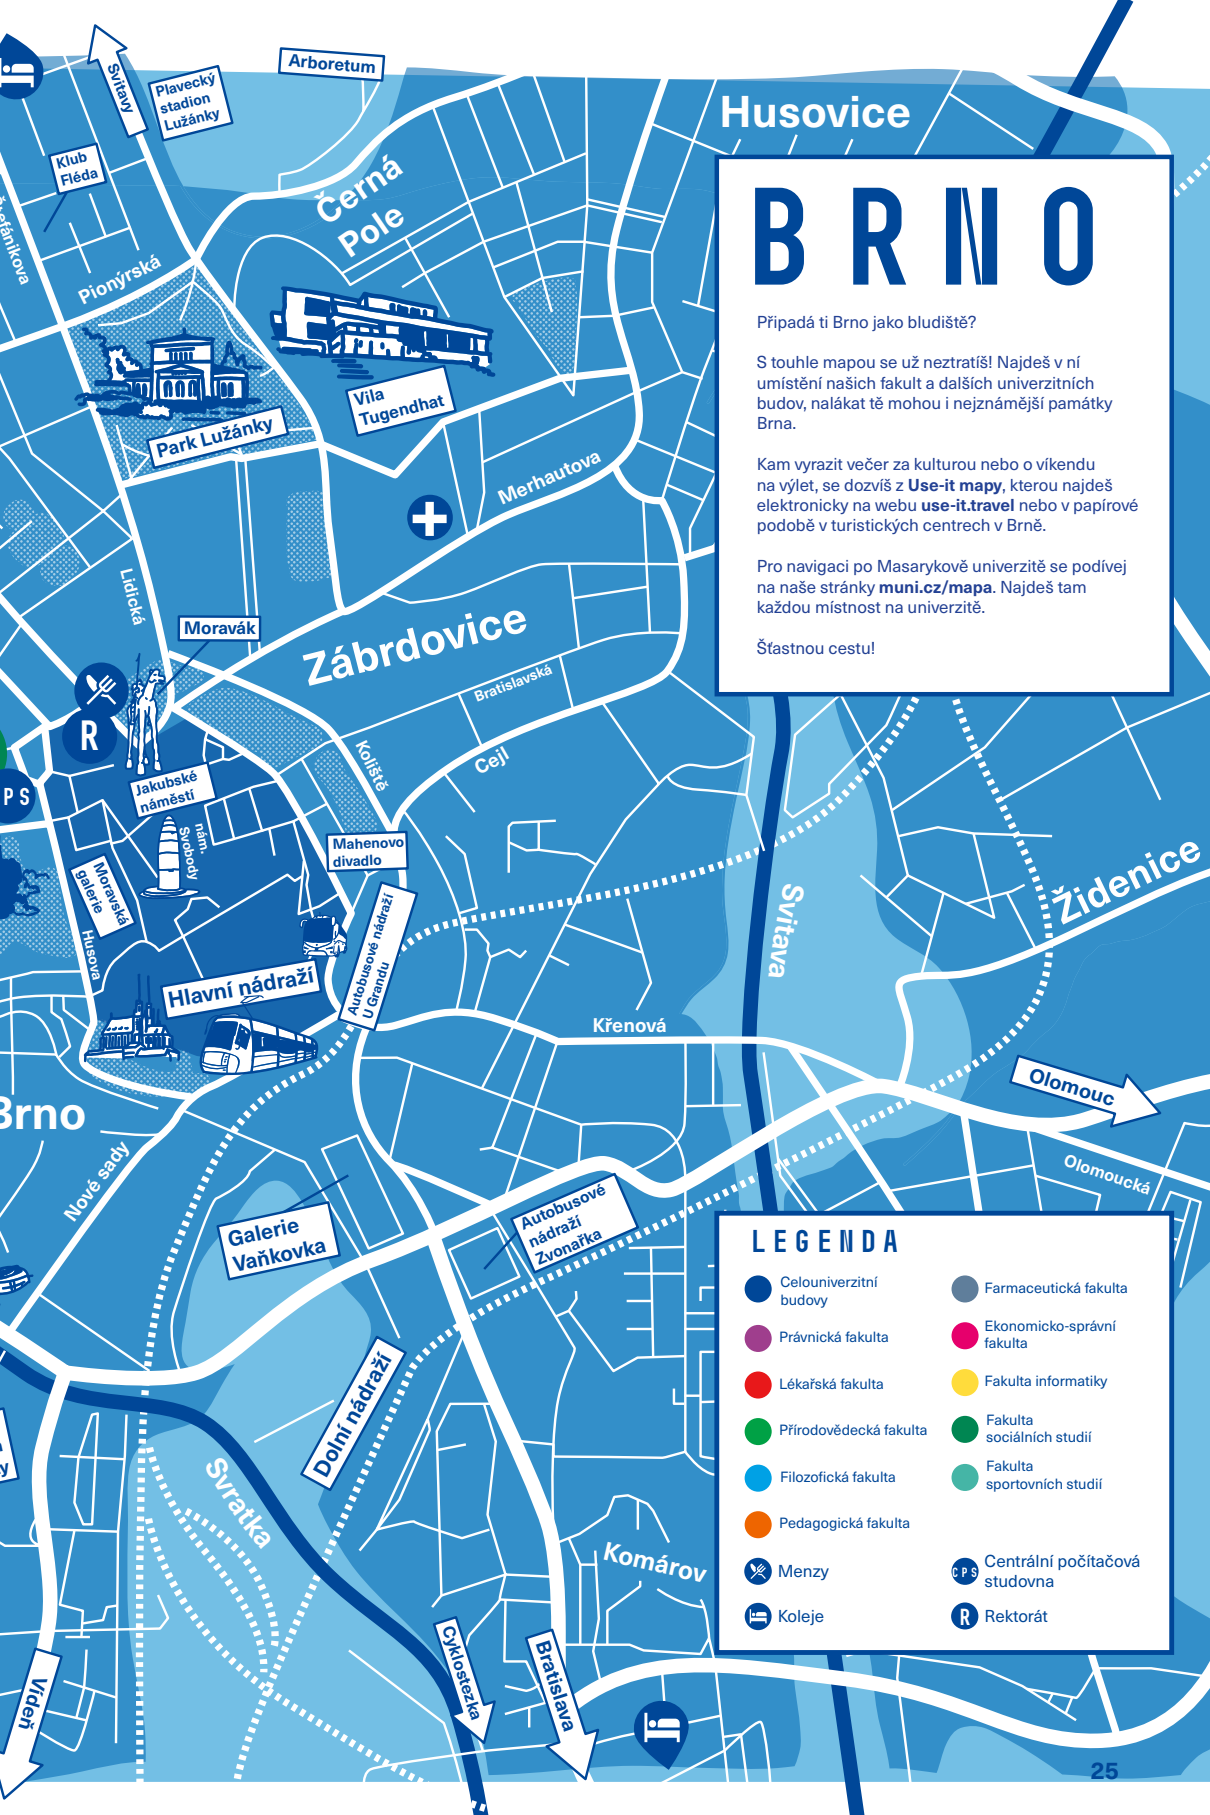 Svitavy
Plavecký
stadion
Lužánky
Arboretum
Husovice
Klub
Fléda
Černá
Pole
Štefánikova
Pionýrská
BRNO
Připadá ti Brno jako bludiště?
S touhle mapou se už neztratíš! Najdeš v ní
umístění našich fakult a dalších univerzitních
budov, nalákat tě mohou i nejznámější památky
Brna.
Kam vyrazit večer za kulturou nebo o víkendu
na výlet, se dozvíš z Use-it mapy, kterou najdeš
elektronicky na webu use-it.travel nebo v papírové
podobě v turistických centrech v Brně.
Pro navigaci po Masarykově univerzitě se podívej
na naše stránky muni.cz/mapa. Najdeš tam
každou místnost na univerzitě.
Šťastnou cestu!
Vila
Tugendhat
Park Lužánky
Merhautova
Lidická
Moravák
Zábrdovice
Bratislavská
R
Koliště
Cejl
Jakubské
náměstí
PS
nám.
Svobody
Mahenovo
divadlo
Moravská
galerie
Židenice
Svitava
Husova
Autobusové nádraží
U Grandu
Hlavní nádraží
Křenová
Olomouc
Brno
Nové sady
Olomoucká
Autobusové
nádraží
Zvonařka
Galerie
Vaňkovka
Dolní nádraží
Svratka
Komárov
Cyklostezka
Bratislava
Vídeň
LEGENDA
Celouniverzitní
budovy
Právnická fakulta
Lékařská fakulta
Přírodovědecká fakulta
Filozofická fakulta
Pedagogická fakulta
Menzy
Koleje
Farmaceutická fakulta
Ekonomicko-správní
fakulta
Fakulta informatiky
Fakulta
sociálních studií
Fakulta
sportovních studií
CPS
Centrální počítačová
studovna
R
Rektorát
25